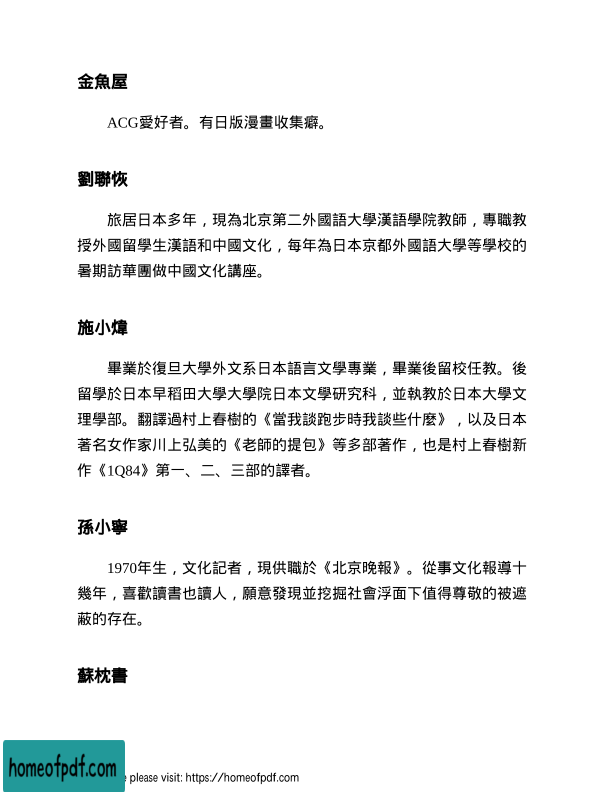 金魚屋
ACG愛好者。有日版漫畫收集癖。
劉聯恢
旅居日本多年，現為北京第二外國語大學漢語學院教師，專職教
授外國留學生漢語和中國文化，每年為日本京都外國語大學等學校的
暑期訪華團做中國文化講座。
施小煒
畢業於復旦大學外文系日本語言文學專業，畢業後留校任教。後
留學於日本早稻田大學大學院日本文學研究科，並執教於日本大學文
理學部。翻譯過村上春樹的《當我談跑步時我談些什麼》，以及日本
著名女作家川上弘美的《老師的提包》等多部著作，也是村上春樹新
作《1Q84》第一、二、三部的譯者。
孫小寧
1970年生，文化記者，現供職於《北京晚報》。從事文化報導十
幾年，喜歡讀書也讀人，願意發現並挖掘社會浮面下值得尊敬的被遮
蔽的存在。
蘇枕書
homeofpdf.com
please visit: https://homeofpdf.com